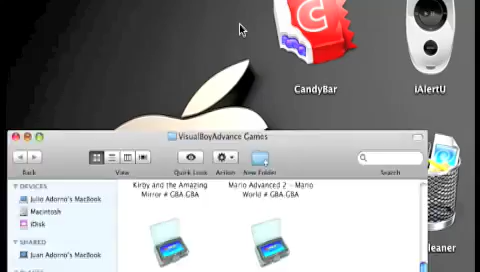 CandyBar
iAlertU
VisualBoyAdvance Games
Back
View
Quick Look
Action
New Folder
Search
DEVICES
Julio Adorno's MacBook
Macintosh
iDisk
SHARED
Julio Adorno's MacBook
Kirby and the Amazing
Mirror # GBA.GBA
Mario Advanced 2 - Mario
World # GBA.GBA
leaner